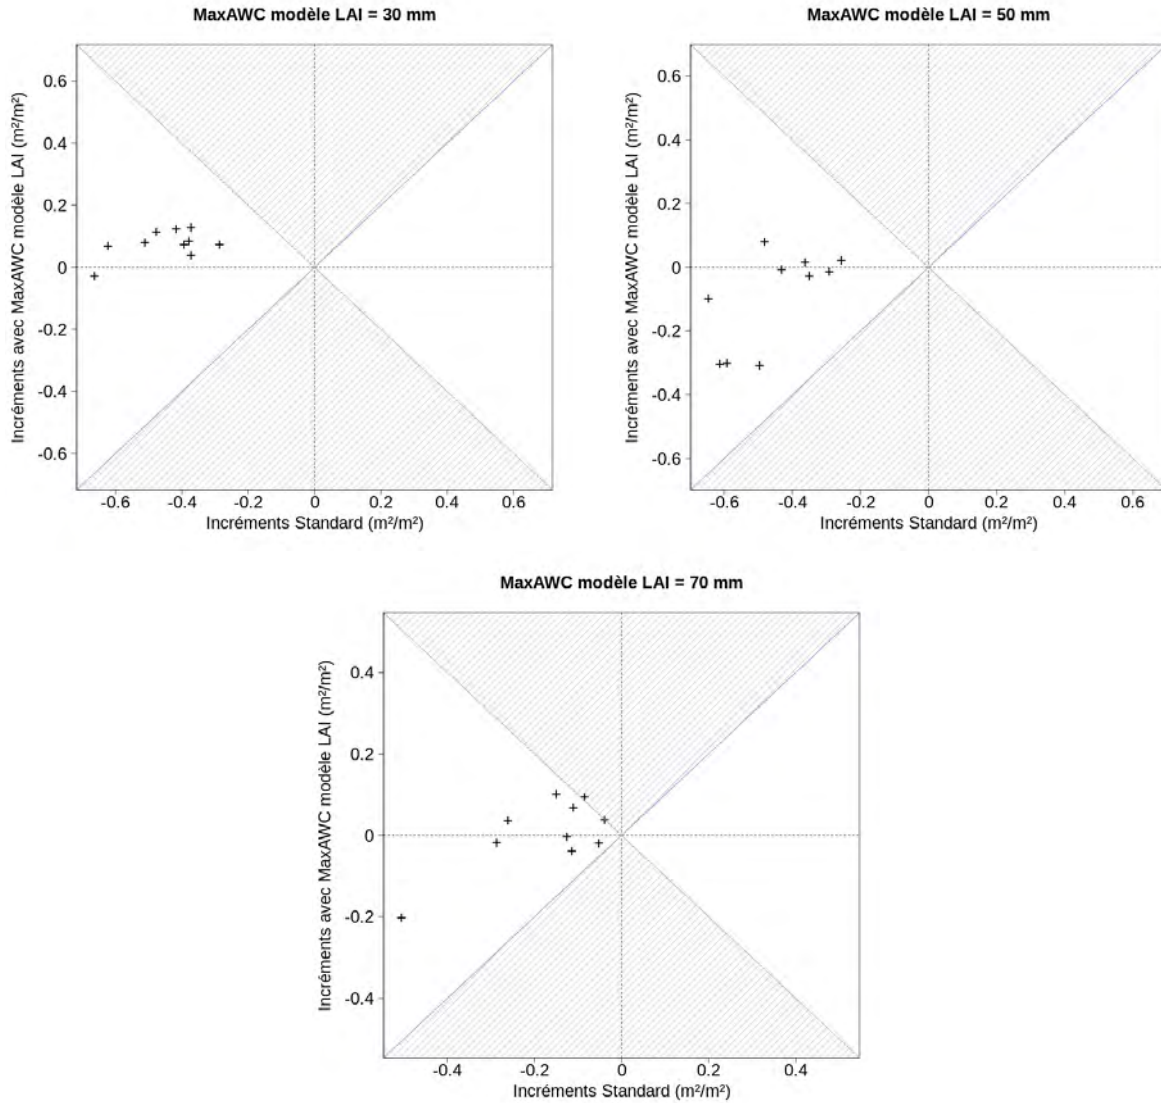 MaxAWC modèle LAI = 30 mm
Incréments avec MaxAWC modèle LAI (m²/m²)
0.6
0.4
0.2
0
-0.2
-0.4
-0.6
-0.6 -0.4 -0.2 0 0.2 0.4 0.6
Incréments Standard (m²/m²)
MaxAWC modèle LAI = 50 mm
Incréments avec MaxAWC modèle LAI (m²/m²)
0.6
0.4
0.2
0
-0.2
-0.4
-0.6
-0.6 -0.4 -0.2 0 0.2 0.4 0.6
Incréments Standard (m²/m²)
MaxAWC modèle LAI = 70 mm
Incréments avec MaxAWC modèle LAI (m²/m²)
0.4
0.2
0
-0.2
-0.4
-0.4 -0.2 0 0.2 0.4
Incréments Standard (m²/m²)